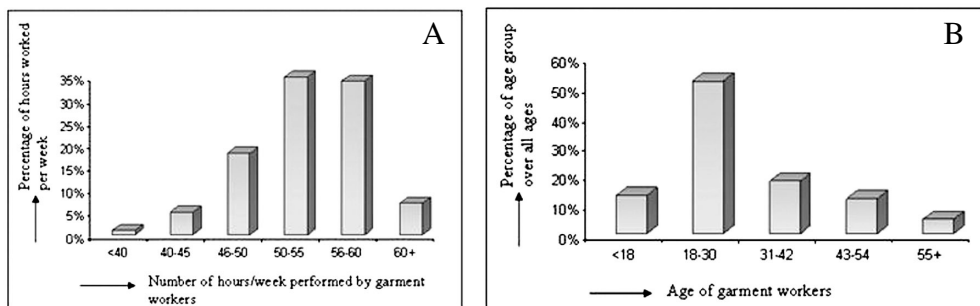 A
Percentage of hours worked
per week
35%
30%
25%
20%
15%
10%
5%
0%
<40
40-45
46-50
50-55
56-60
60+
Number of hours/week performed by garment
workers
B
Percentage of age group
over all ages
60%
50%
40%
30%
20%
10%
0%
<18
18-30
31-42
43-54
55+
Age of garment workers